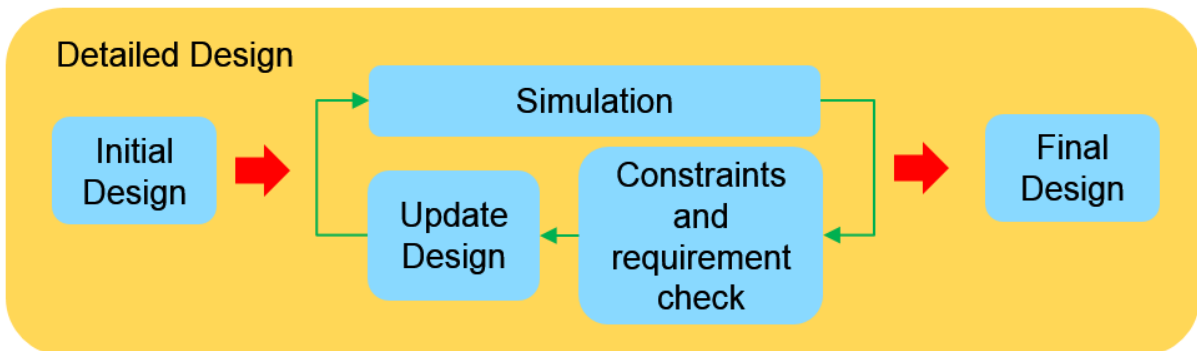 Detailed Design
Simulation
Initial
Design
Update
Design
Constraints
and
requirement
check
Final
Design